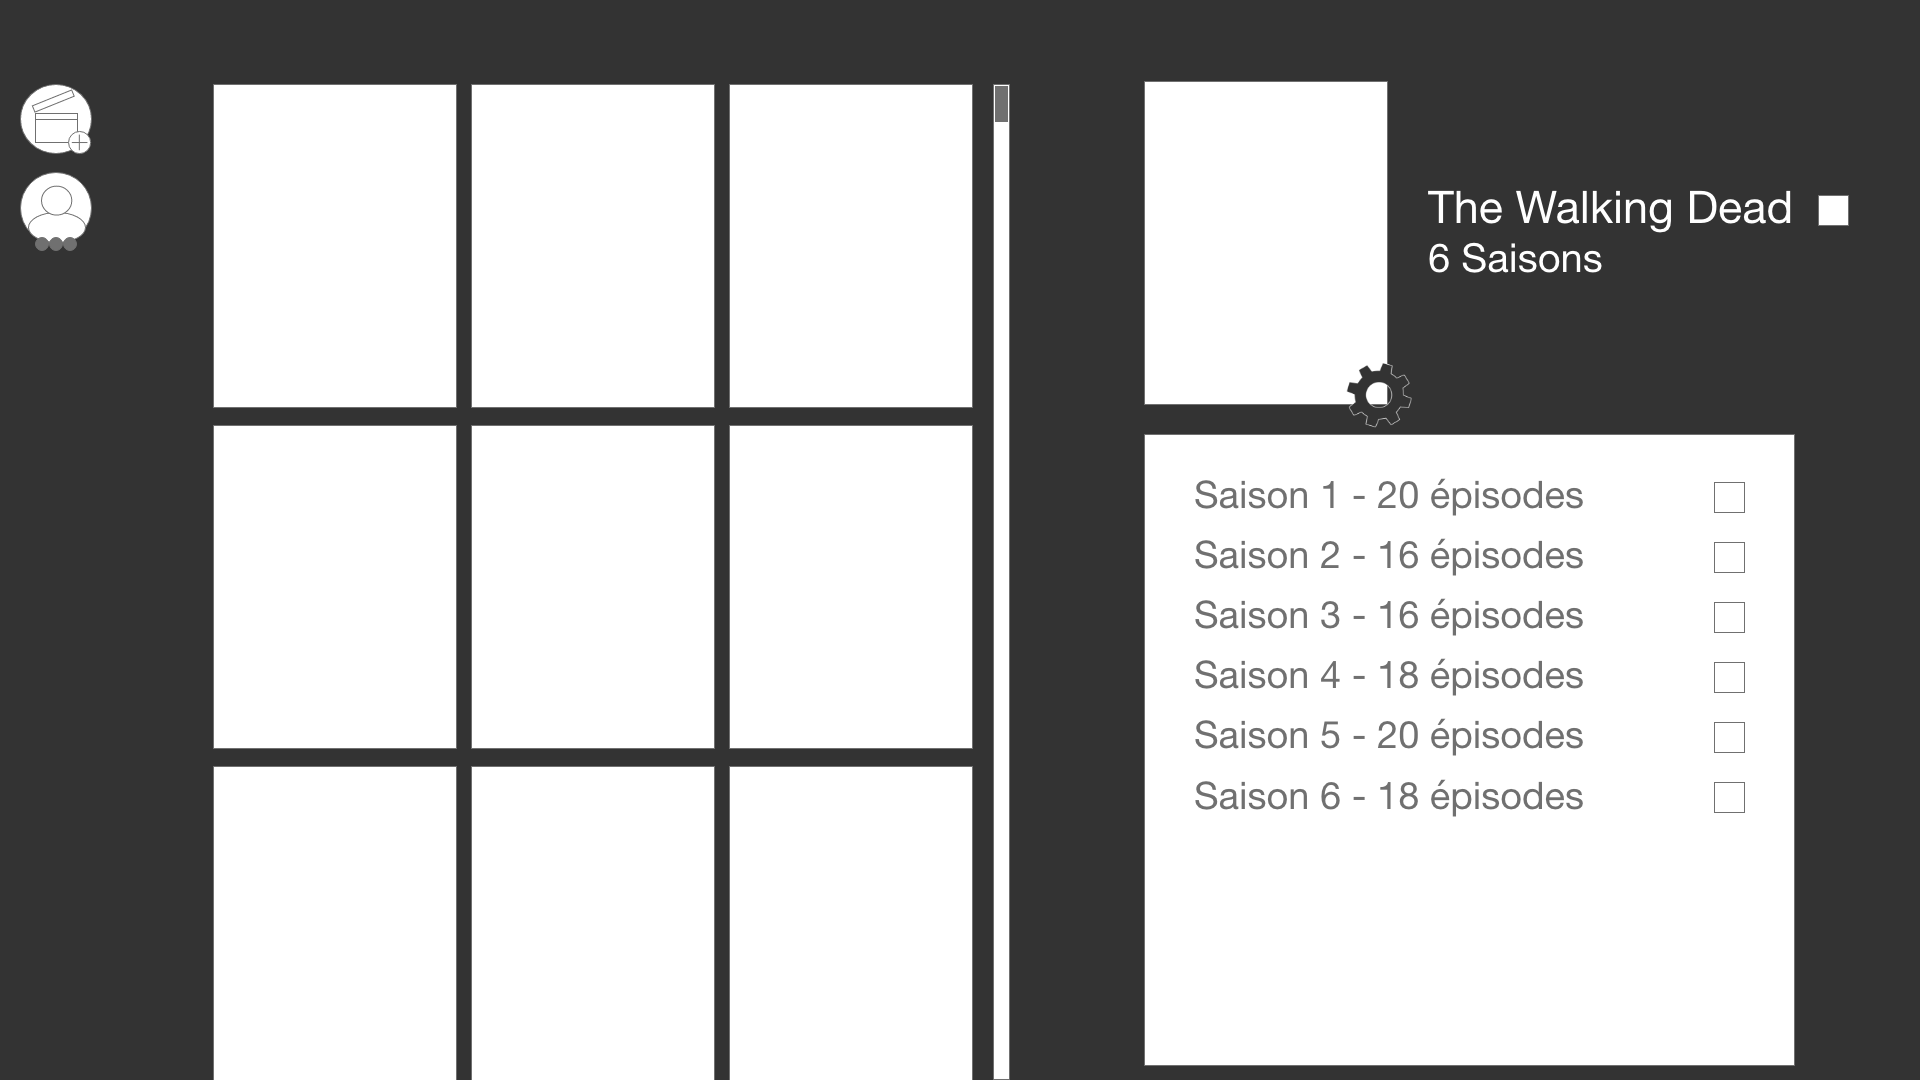 The Walking Dead
6 Saisons
Saison 1 - 20 épisodes
Saison 2 - 16 épisodes
Saison 3 - 16 épisodes
Saison 4 - 18 épisodes
Saison 5 - 20 épisodes
Saison 6 - 18 épisodes